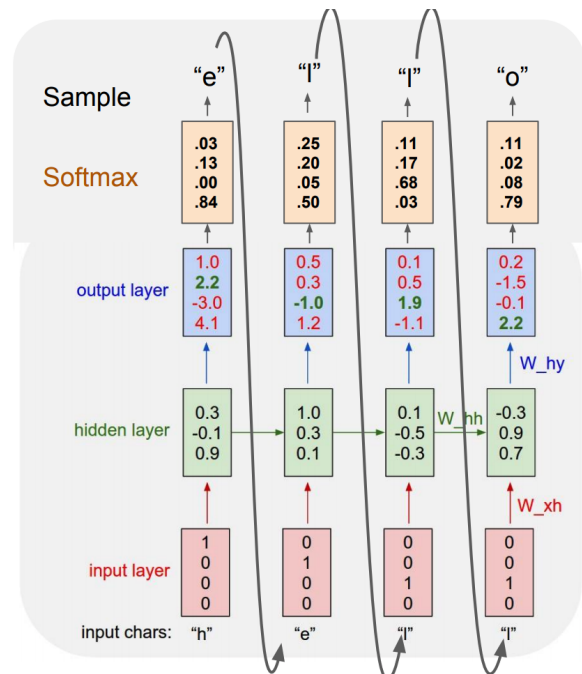 “e” “l” “l” “o”
Sample
Softmax
.03 .25 .11 .11
.13 .20 .17 .02
.00 .05 .68 .08
.84 .50 .03 .79
output layer
1.0 0.5 0.1 0.2
2.2 0.3 0.5 -1.5
-3.0 -1.0 1.9 -0.1
4.1 1.2 -1.1 2.2
W_hy
hidden layer
0.3 1.0 0.1 -0.3
-0.1 0.3 -0.5 0.9
0.9 0.1 -0.3 0.7
W_hh
W_xh
input layer
1 0 0 0
0 1 0 0
0 0 1 1
0 0 0 0
input chars: “h” “e” “l” “l”